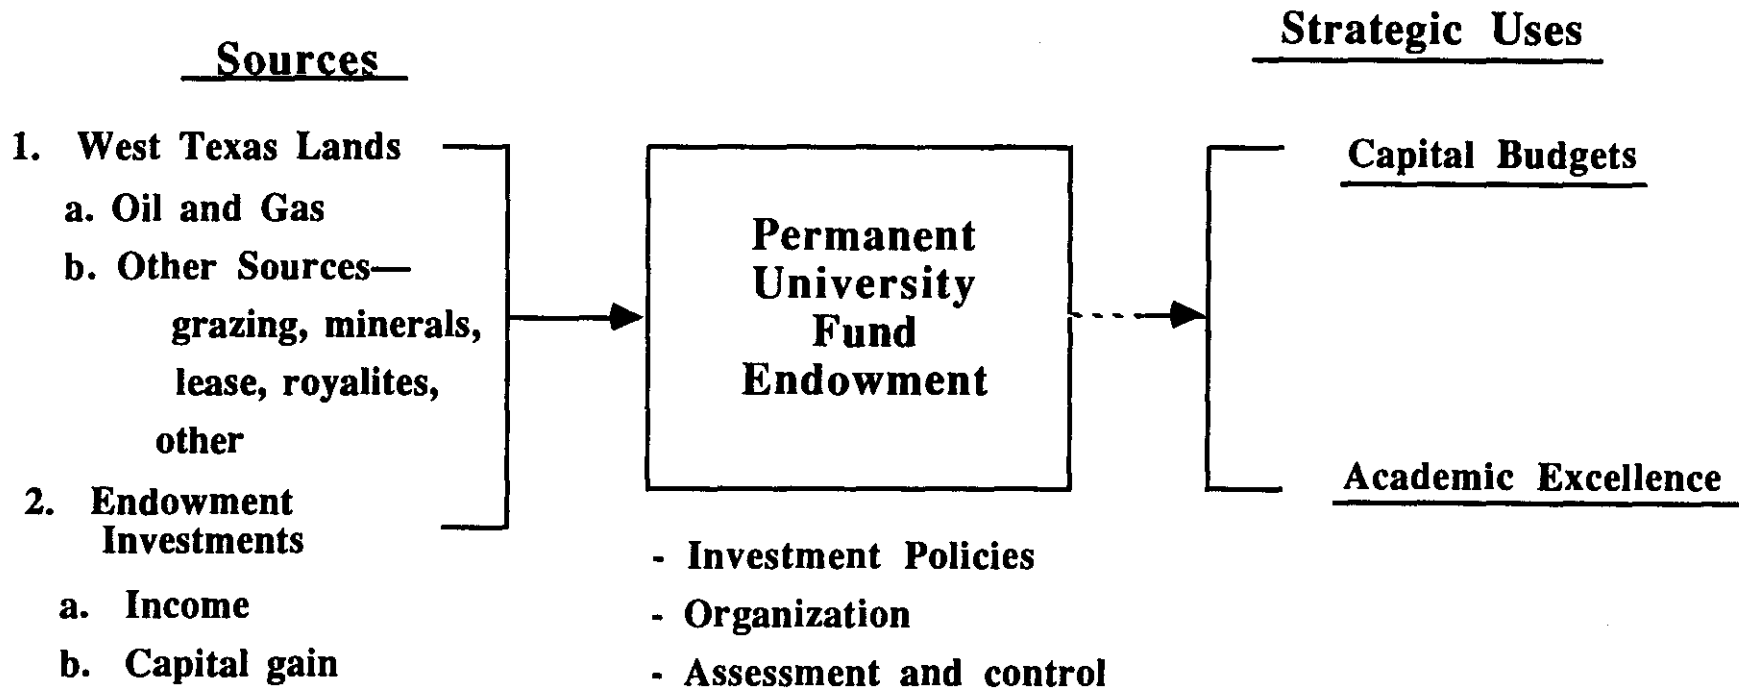 Sources
1. West Texas Lands
a. Oil and Gas
b. Other Sources—
grazing, minerals,
lease, royalites,
other
2. Endowment
Investments
a. Income
b. Capital gain
Permanent
University
Fund
Endowment
- Investment Policies
- Organization
- Assessment and control
Strategic Uses
Capital Budgets
Academic Excellence